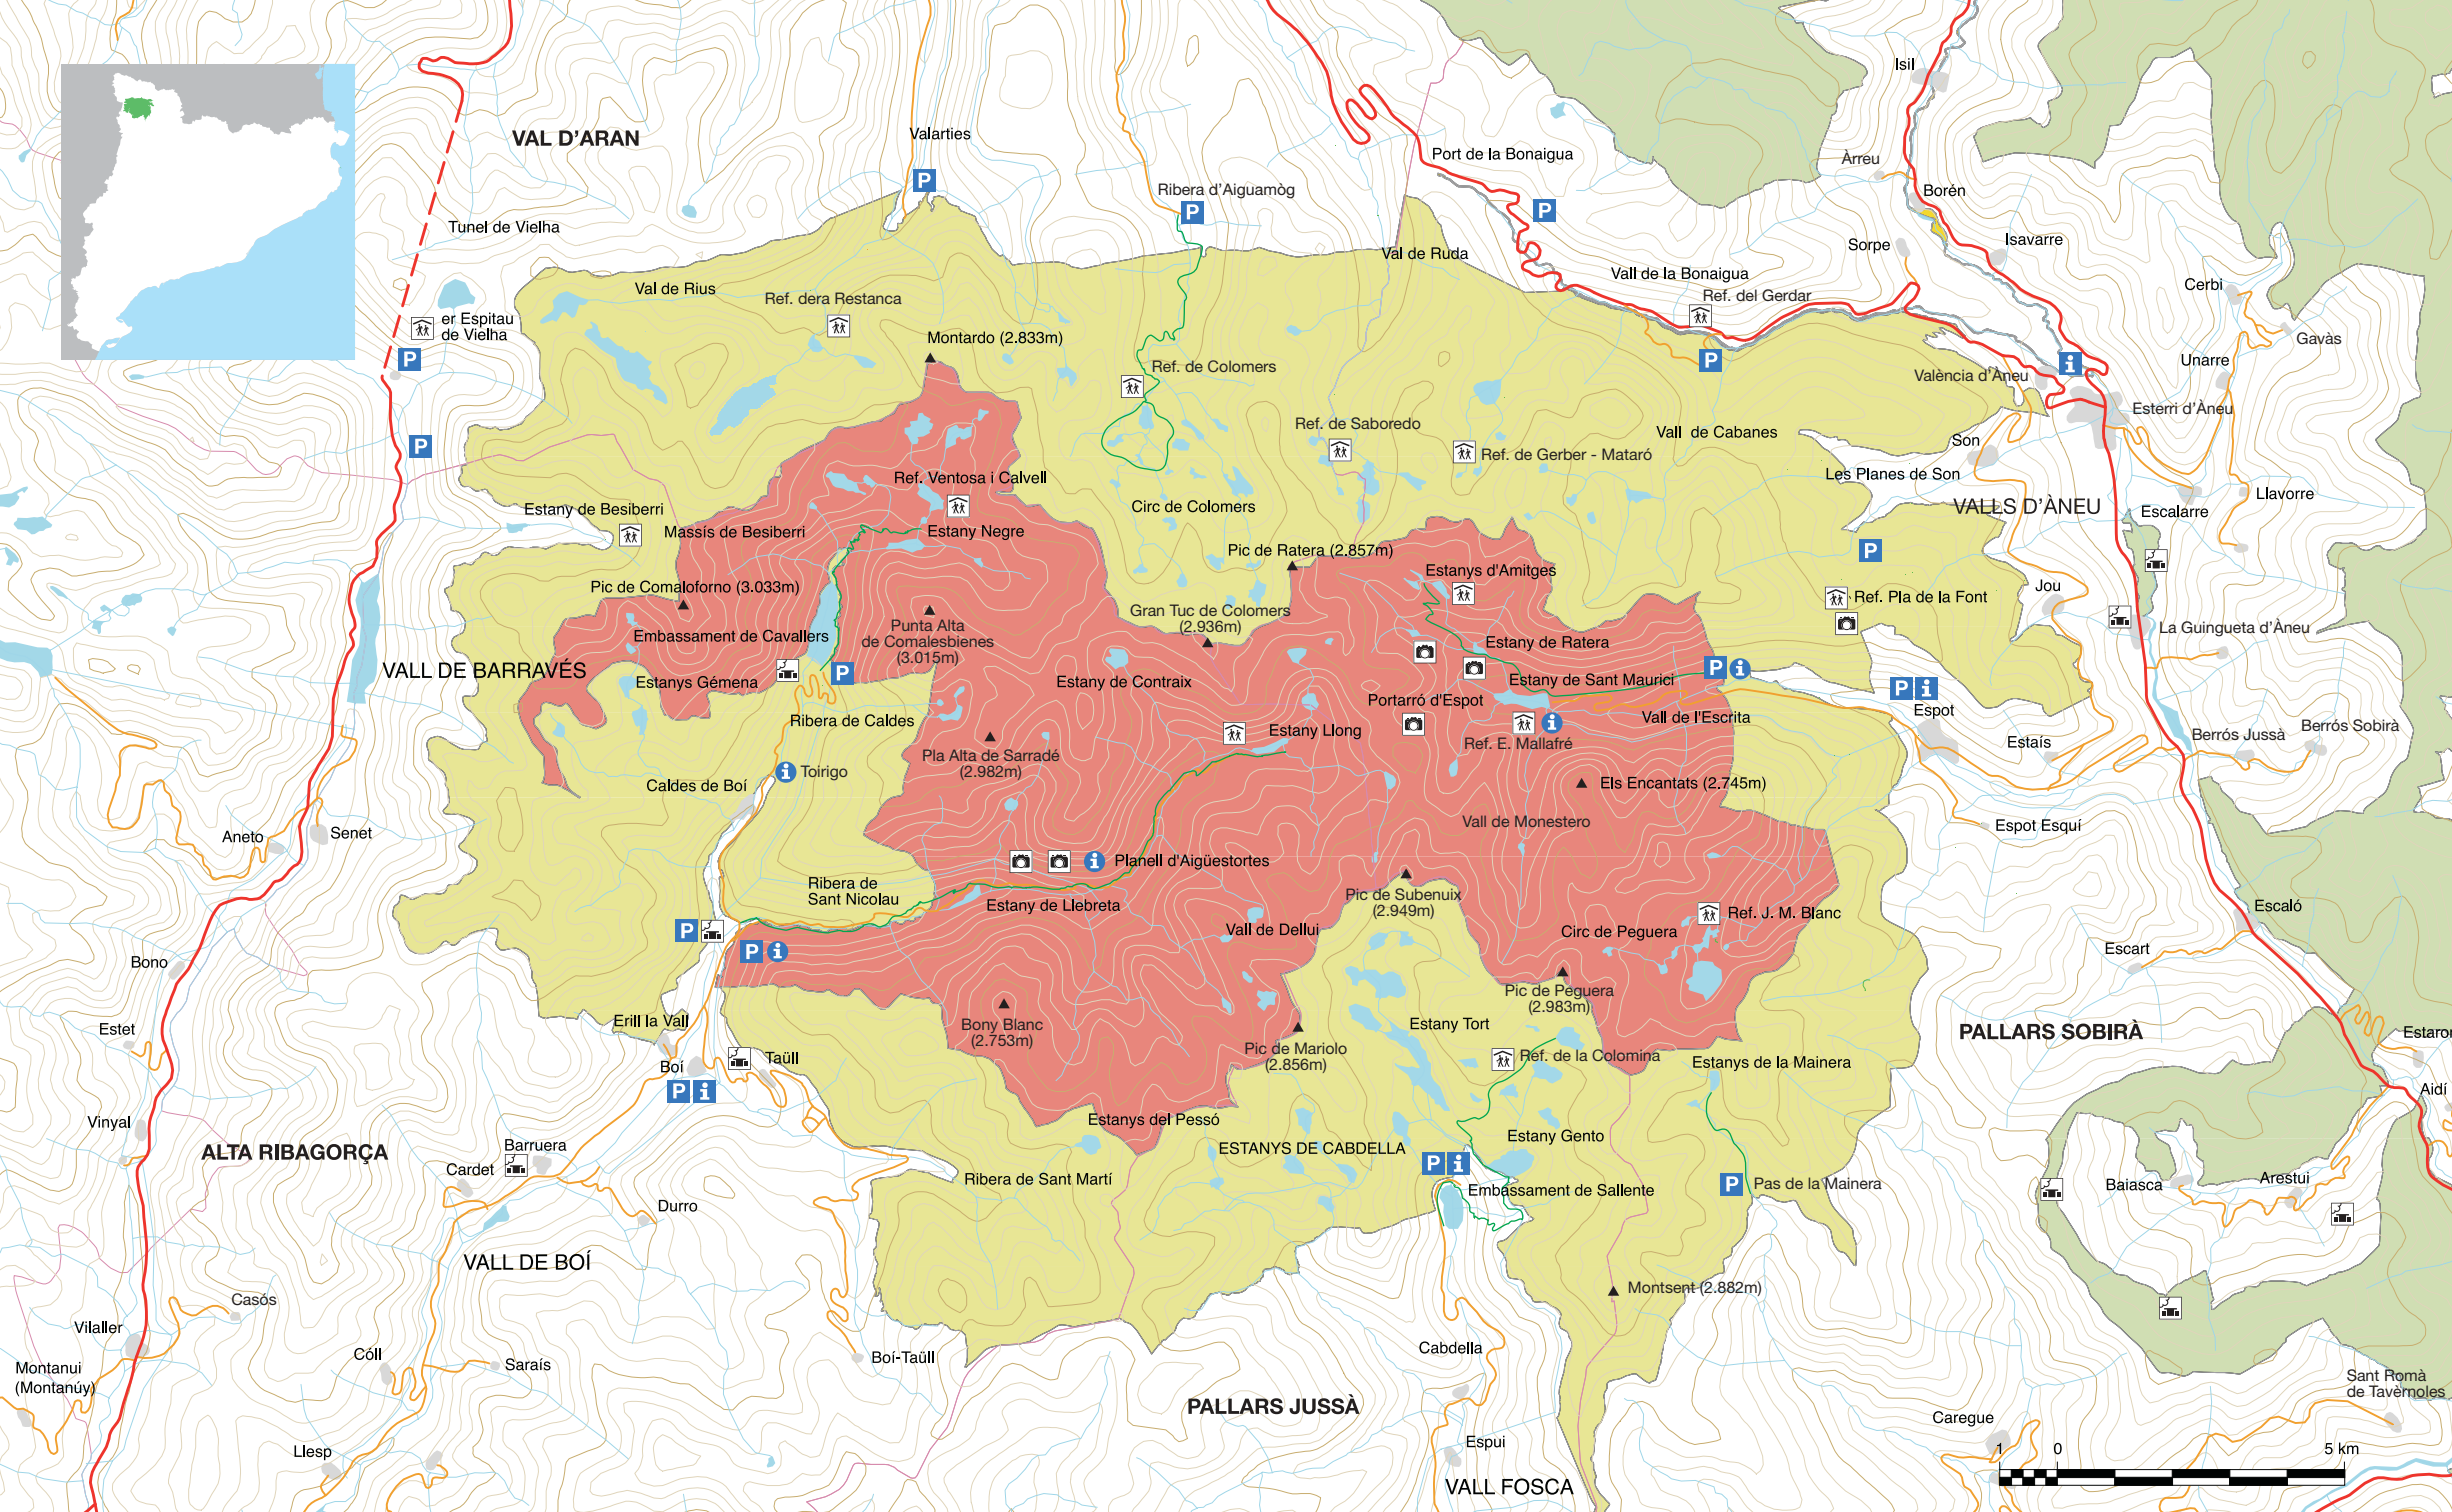 Isil
VAL D'ARAN
Valarties
Port de la Bonaigua
Àrreu
Ribera d'Aiguamòg
Borén
Tunel de Vielha
Isavarre
Sorpe
Val de Ruda
Vall de la Bonaigua
Cerbi
Val de Rius
Ref. dera Restanca
Ref. del Gerdar
er Espitau
de Vielha
Montardo (2.833m)
Gavàs
Unarre
Ref. de Colomers
València d'Àneu
Esterri d'Àneu
Ref. de Saboredo
Vall de Cabanes
Son
Ref. de Gerber - Mataró
Les Planes de Son
Ref. Ventosa i Calvell
Llavorre
Estany de Besiberri
Circ de Colomers
VALLS D'ÀNEU
Escalarre
Massís de Besiberri
Estany Negre
Pic de Ratera (2.857m)
Estanys d'Amitges
Pic de Comaloforno (3.033m)
Jou
Ref. Pla de la Font
Gran Tuc de Colomers
(2.936m)
Punta Alta
de Comalesbienes
(3.015m)
Embassament de Cavallers
La Guingueta d'Àneu
Estany de Ratera
VALL DE BARRAVÉS
Estanys Gémena
Estany de Contraix
Estany de Sant Maurici
Portarró d'Espot
Espot
Ribera de Caldes
Vall de l'Escrita
Estany Llong
Berrós Sobirà
Berrós Jussà
Ref. E. Mallafré
Estaís
Pla Alta de Sarradé
(2.982m)
Toirigo
Caldes de Boí
Els Encantats (2.745m)
Vall de Monestero
Espot Esquí
Aneto
Senet
Planell d'Aigüestortes
Ribera de
Sant Nicolau
Pic de Subenuix
(2.949m)
Estany de Llebreta
Escaló
Ref. J. M. Blanc
Vall de Dellui
Circ de Peguera
Escart
Bono
Pic de Peguera
(2.983m)
Erill la Vall
Bony Blanc
(2.753m)
Estany Tort
Estet
PALLARS SOBIRÀ
Estaron
Pic de Mariolo
(2.856m)
Ref. de la Colomina
Taüll
Boí
Estanys de la Mainera
Aidí
Vinyal
Estanys del Pessó
Estany Gento
ALTA RIBAGORÇA
Barruera
ESTANYS DE CABDELLA
Cardet
Ribera de Sant Martí
Arestui
Baiasca
Pas de la Mainera
Embassament de Sallente
Durro
VALL DE BOÍ
Montsent (2.882m)
Casós
Vilaller
Cabdella
Cóll
Saraís
Boí-Taüll
Montanui
(Montanúy)
Sant Romà
de Tavèrnoles
PALLARS JUSSÀ
Caregue
Espui
Llesp
1 0 5 km
VALL FOSCA